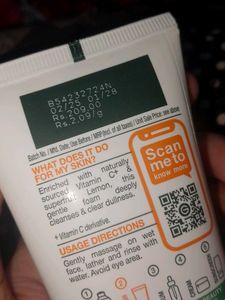 B54232724N
02/25 01/28
Rs.209.00
Rs.2.09/g
Batch No. / Mfd. Date, Use Before / MRP (Incl. of all taxes) / Unit Sale Price: see above
WHAT DOES IT DO
FOR MY SKIN?
Enriched with naturally
sourced Vitamin C+ &
superfruit Lemon, this
gentle foam, deeply
cleanses & clear dullness.
+ Vitamin C derivative.
USAGE DIRECTIONS
Gently massage on wet
face, lather and rinse with
water. Avoid eye area.
Scan
me to
know more
BEAUTY